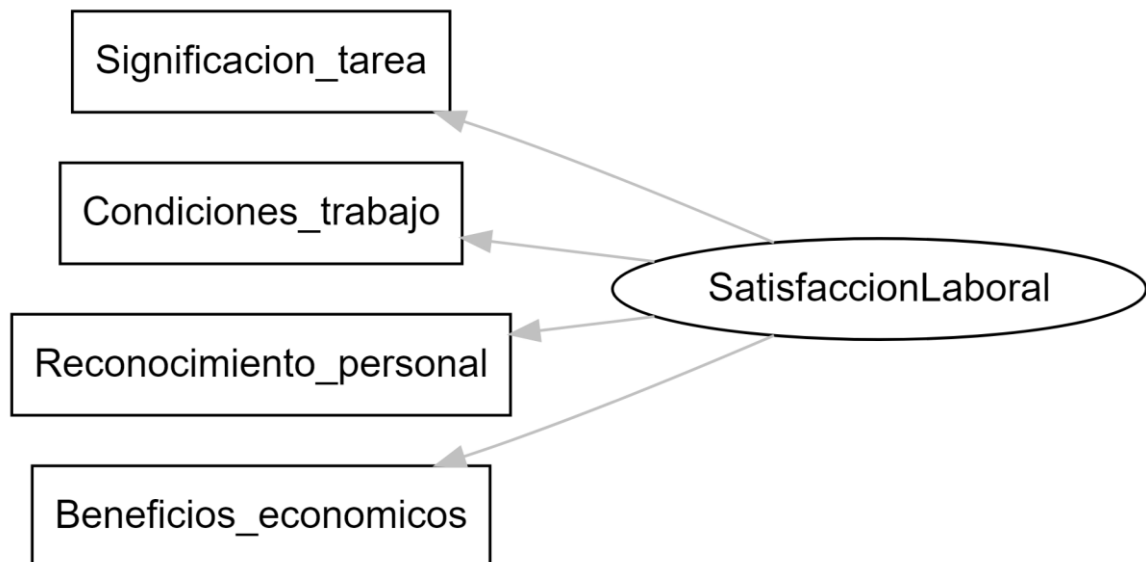 Significacion_tarea
Condiciones_trabajo
SatisfaccionLaboral
Reconocimiento_personal
Beneficios_economicos